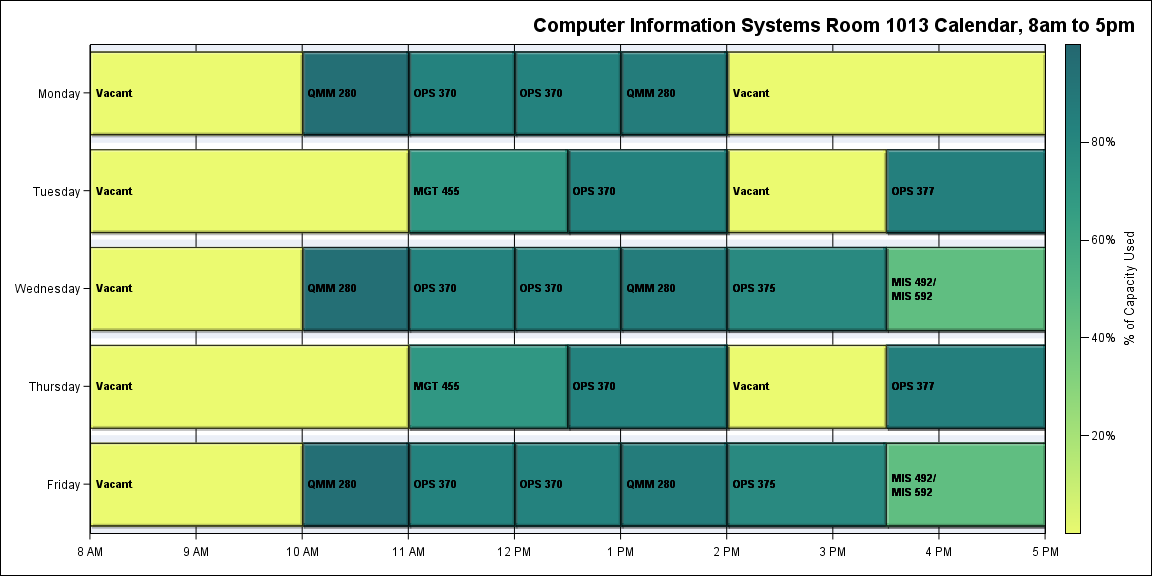 Computer Information Systems Room 1013 Calendar, 8am to 5pm
Monday
Vacant
QMM 280
OPS 370
OPS 370
QMM 280
Vacant
Tuesday
Vacant
MGT 455
OPS 370
Vacant
OPS 377
Wednesday
Vacant
QMM 280
OPS 370
OPS 370
QMM 280
OPS 375
MIS 492/
MIS 592
Thursday
Vacant
MGT 455
OPS 370
Vacant
OPS 377
Friday
Vacant
QMM 280
OPS 370
OPS 370
QMM 280
OPS 375
MIS 492/
MIS 592
8 AM
9 AM
10 AM
11 AM
12 PM
1 PM
2 PM
3 PM
4 PM
5 PM
80%
60%
40%
20%
% of Capacity Used